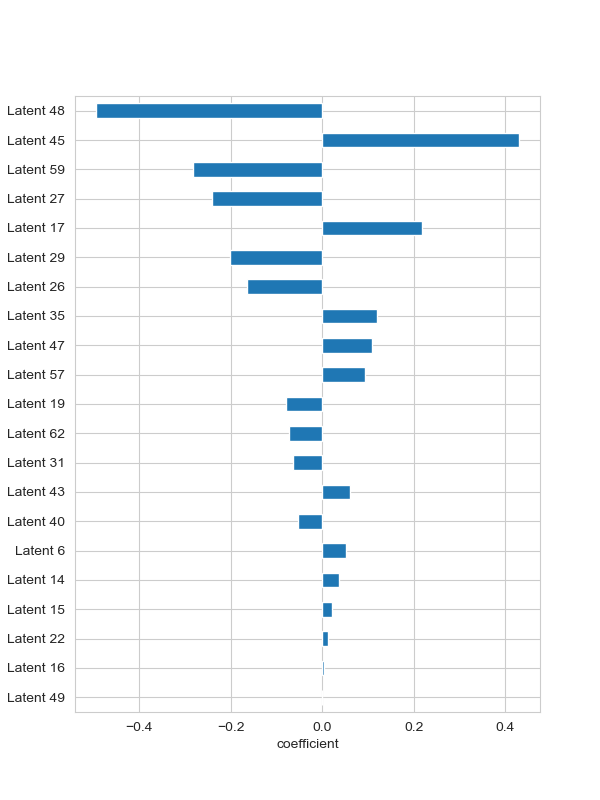 Latent 48
Latent 45
Latent 59
Latent 27
Latent 17
Latent 29
Latent 26
Latent 35
Latent 47
Latent 57
Latent 19
Latent 62
Latent 31
Latent 43
Latent 40
Latent 6
Latent 14
Latent 15
Latent 22
Latent 16
Latent 49
−0.4 −0.2 0.0 0.2 0.4
coefficient